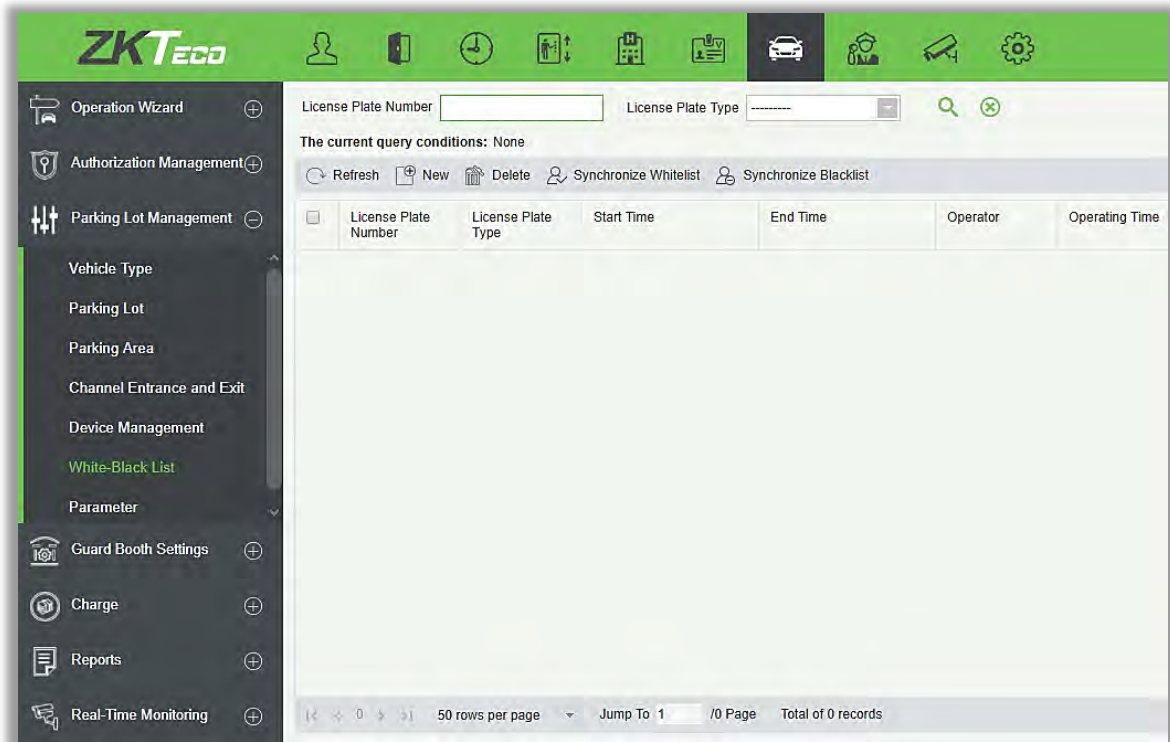 ZKTeco
Operation Wizard
Authorization Management
Parking Lot Management
Vehicle Type
Parking Lot
Parking Area
Channel Entrance and Exit
Device Management
White-Black List
Parameter
Guard Booth Settings
Charge
Reports
Real-Time Monitoring
License Plate Number License Plate Type ---------
The current query conditions: None
Refresh New Delete Synchronize Whitelist Synchronize Blacklist
License Plate Number License Plate Type Start Time End Time Operator Operating Time
0 50 rows per page Jump To 1 /0 Page Total of 0 records